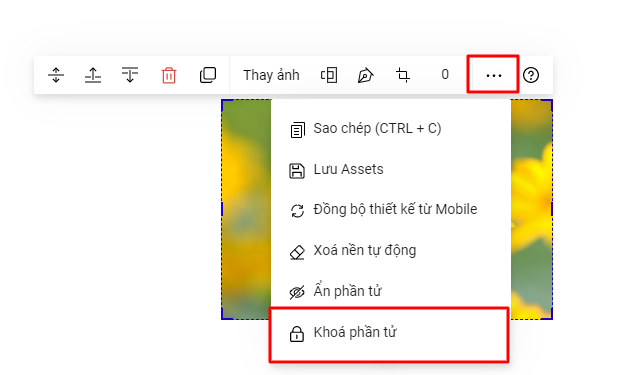 Thay ảnh
0
Sao chép (CTRL + C)
Lưu Assets
Đồng bộ thiết kế từ Mobile
Xoá nền tự động
Ẩn phần tử
Khoá phần tử